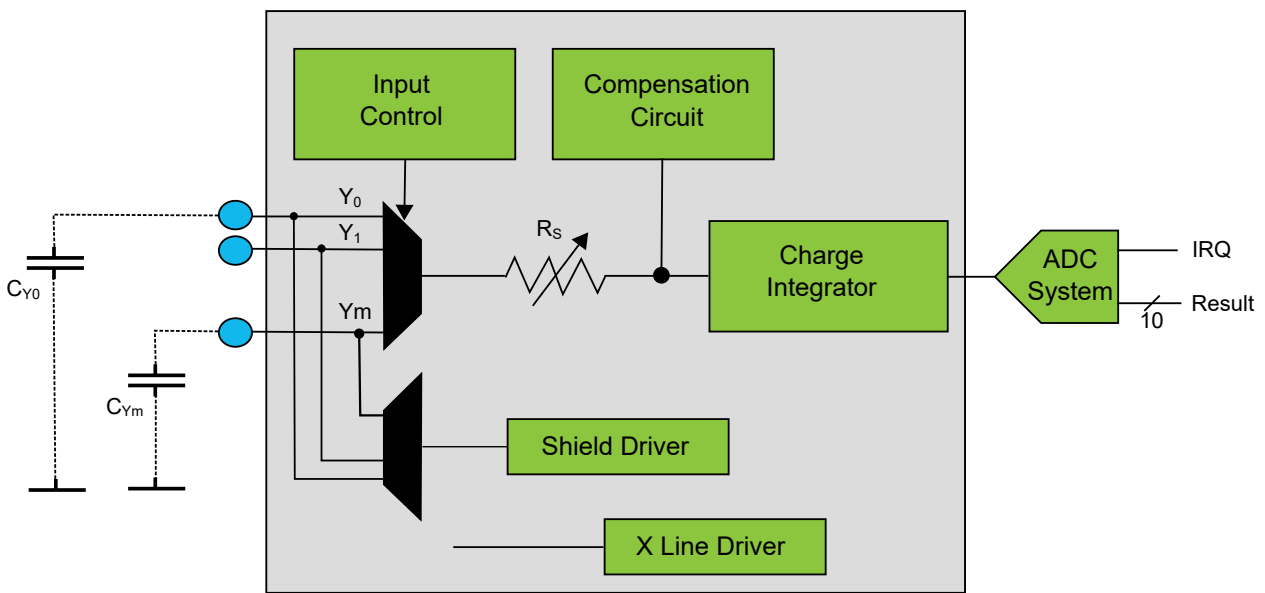 Input
Control
Compensation
Circuit
Y0
Y1
RS
Charge
Integrator
ADC
System
IRQ
Result
10
CY0
Ym
CYm
Shield Driver
X Line Driver